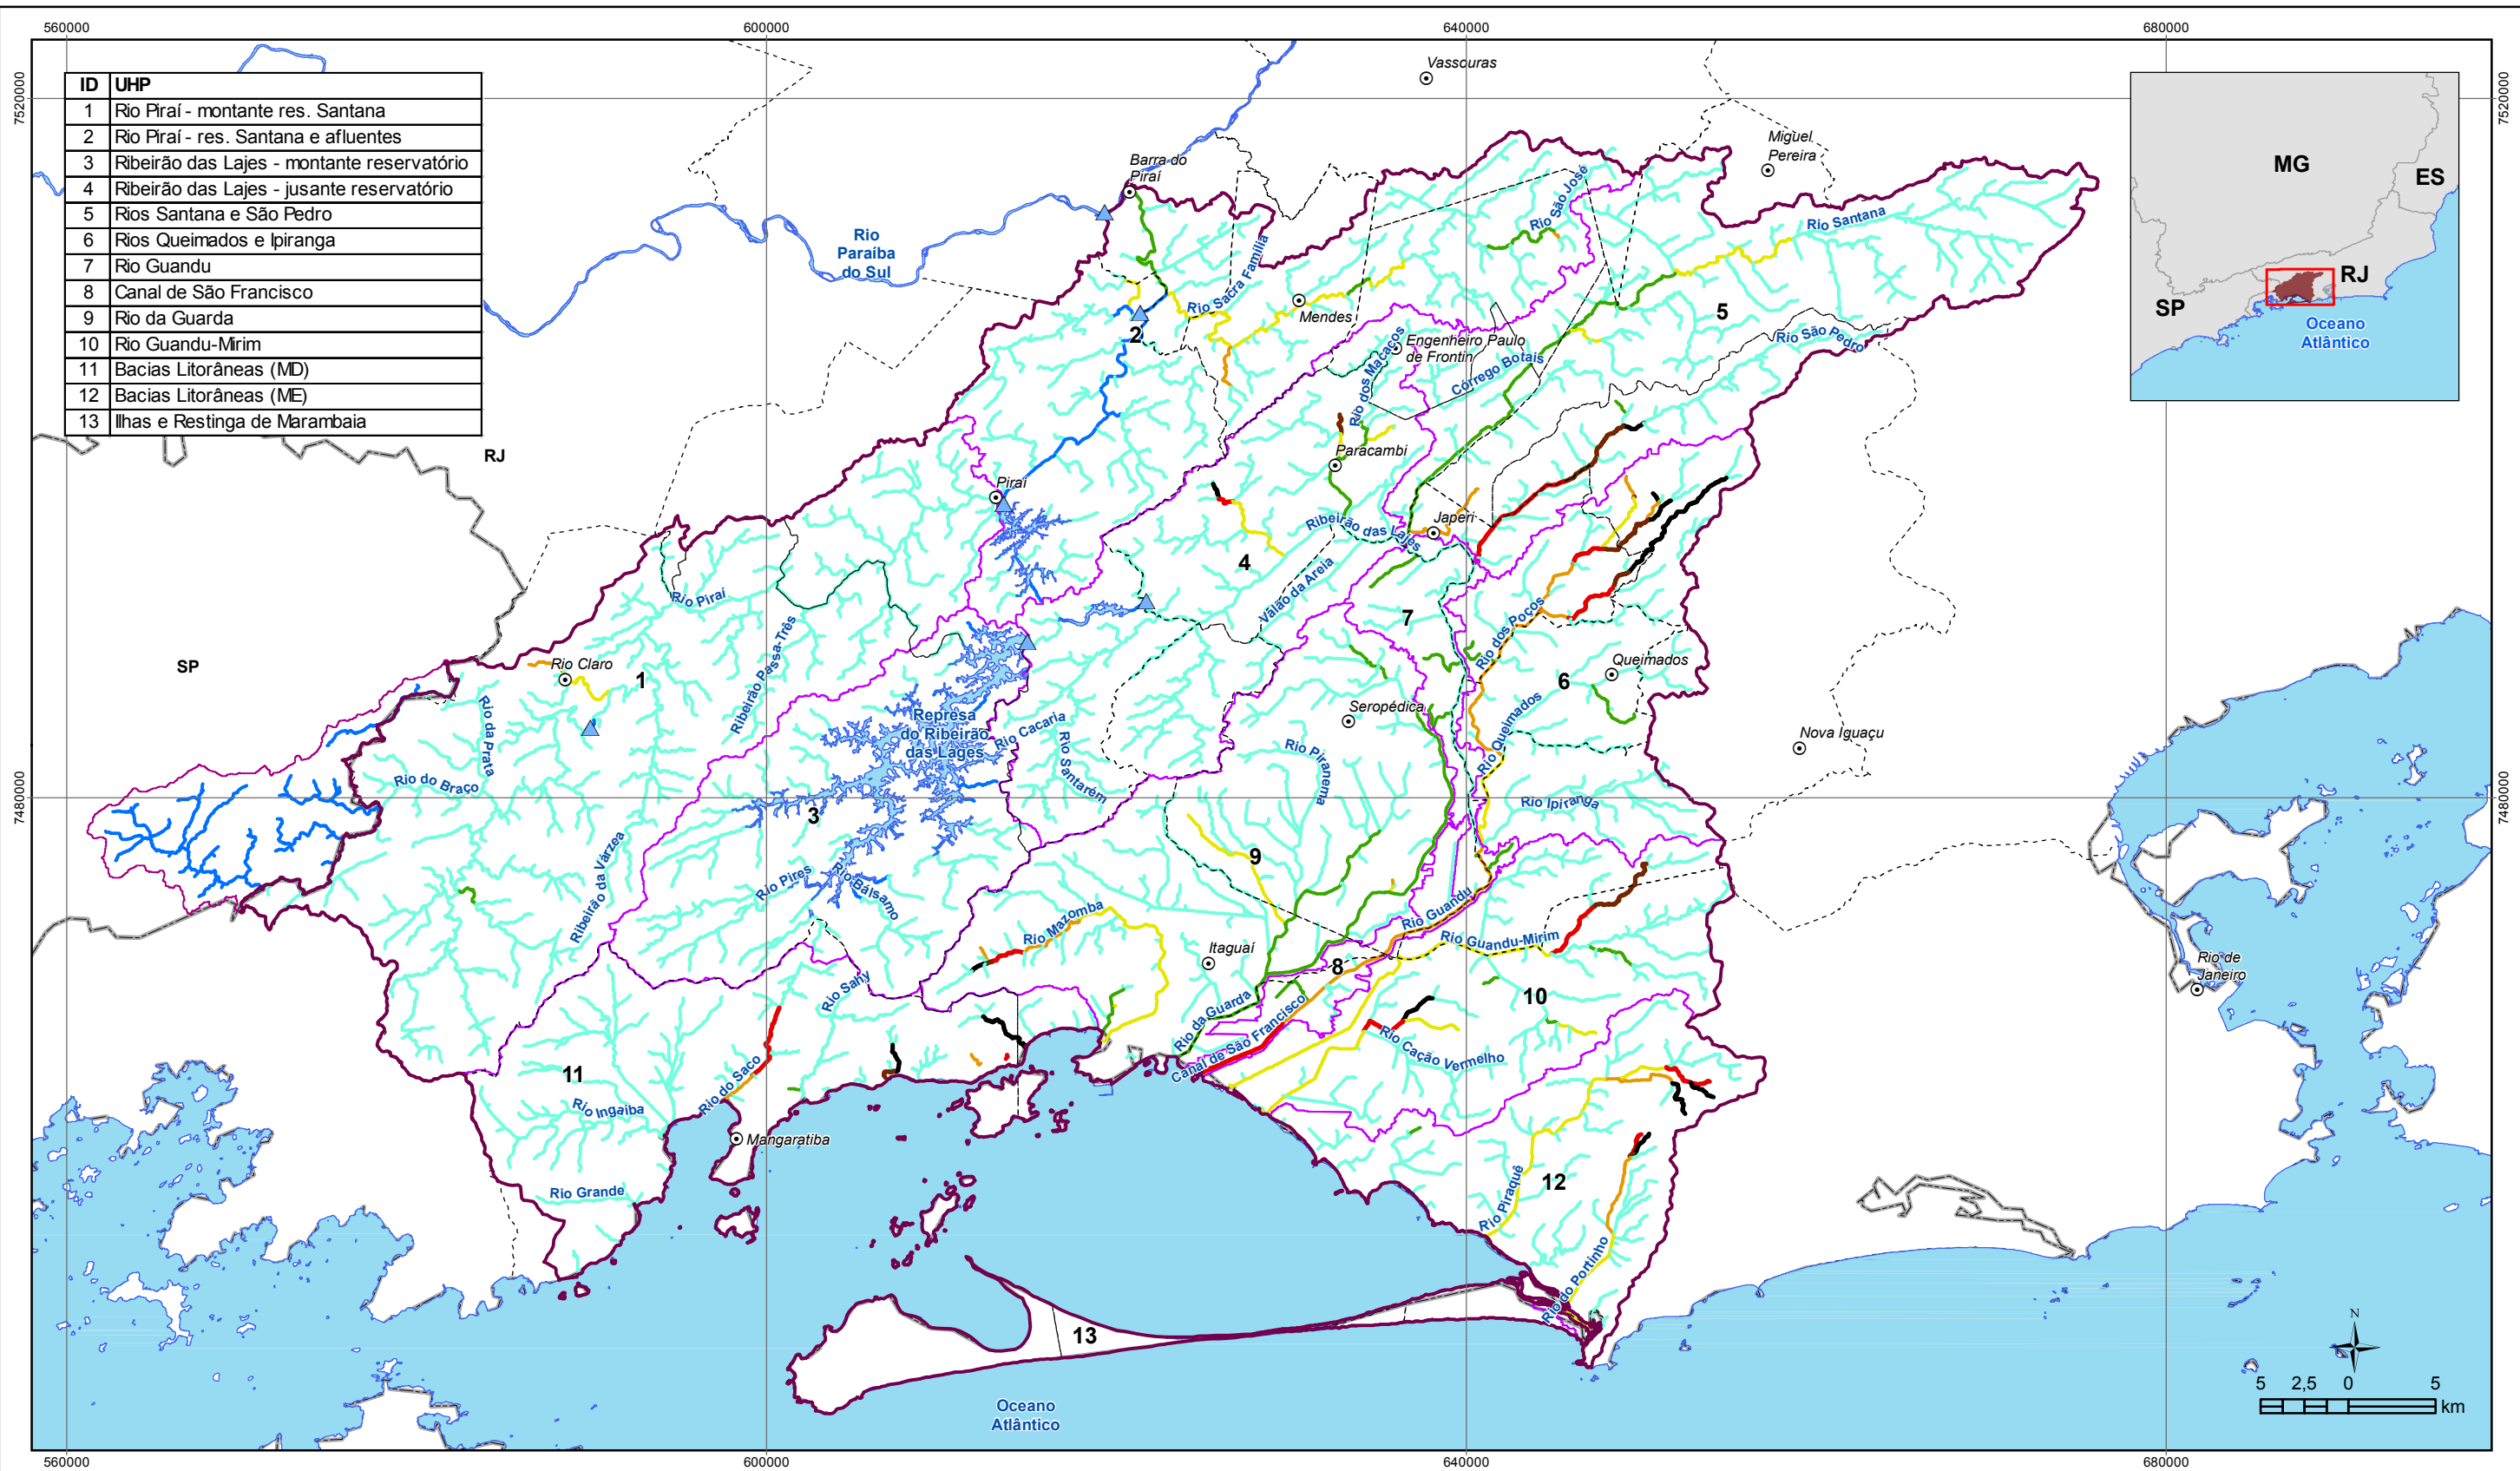 560000
600000
640000
680000
7520000
7520000
ID UHP
1 Rio Piraí - montante res. Santana
2 Rio Piraí - res. Santana e afluentes
3 Ribeirão das Lajes - montante reservatório
4 Ribeirão das Lajes - jusante reservatório
5 Rios Santana e São Pedro
6 Rios Queimados e Ipiranga
7 Rio Guandu
8 Canal de São Francisco
9 Rio da Guarda
10 Rio Guandu-Mirim
11 Bacias Litorâneas (MD)
12 Bacias Litorâneas (ME)
13 Ilhas e Restinga de Marambaia
MG
ES
RJ
SP
Oceano
Atlântico
Vassouras
Miguel
Pereira
Barra do
Piraí
Rio
Paraíba
do Sul
Rio São José
Rio Santana
Rio Sacra Família
Mendes
2
5
Engenheiro Paulo
de Frontin
Rio dos Macacos
Córrego Botais
Rio São Pedro
RJ
Paracambi
Piraí
Japeri
Ribeirão das Lajes
4
Valão da Areia
7
Rio Piraí
Ribeirão Passa-Três
SP
Rio Claro
1
Rio da Prata
Rio do Braço
Represa
do Ribeirão
das Lages
Rio Cacaria
Rio Santarém
Rio dos Poços
6
Queimados
Seropédica
Rio Queimados
Rio Piranema
Nova Iguaçu
7480000
7480000
3
Rio Ipiranga
9
Ribeirão da Várzea
Rio Pires
Rio Bálsamo
Rio Mazomba
Rio Guandu
Rio Guandu-Mirim
Itaguaí
8
10
Rio Sahy
Rio da Guarda
Canal de São Francisco
Rio Cação Vermelho
Rio de
Janeiro
11
Rio do Saco
Rio Ingaíba
Mangaratiba
Rio Grande
12
Rio Piraquê
Rio do Portinho
13
Oceano
Atlântico
N
5 2,5 0 5
km
560000
600000
640000
680000